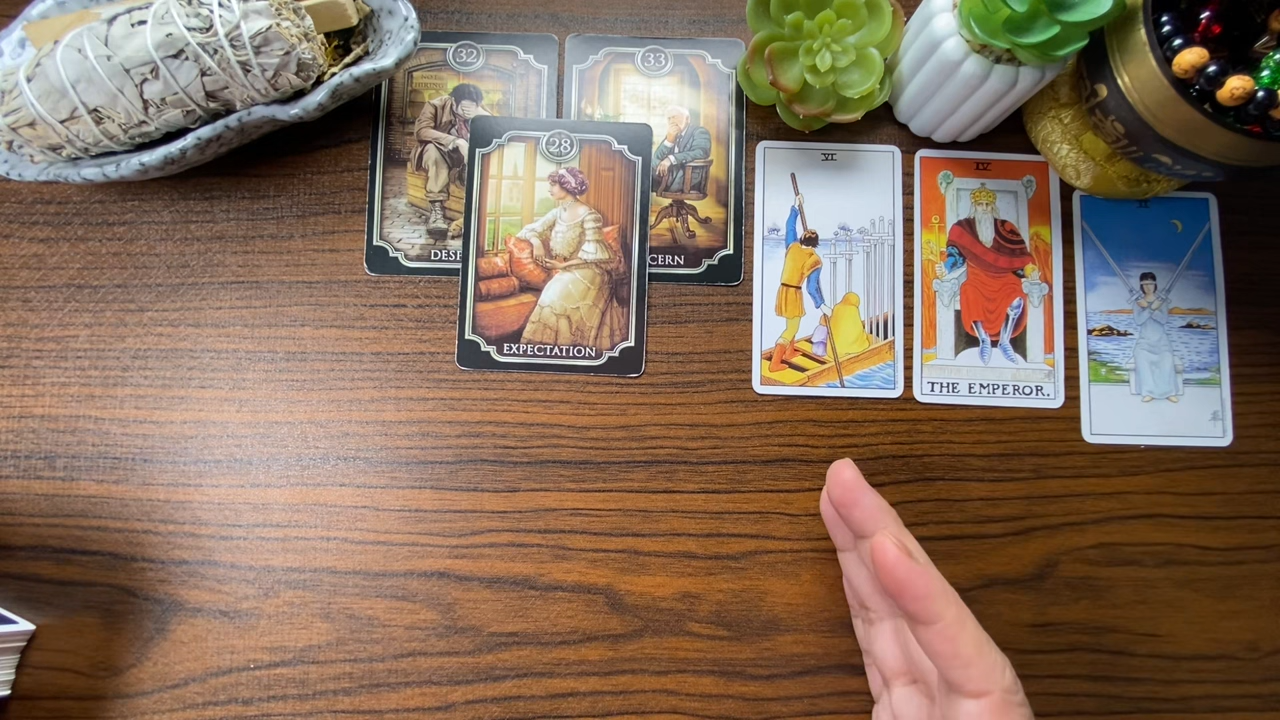 32
33
28
DESP
CERN
EXPECTATION
VI
IV
THE EMPEROR.
II